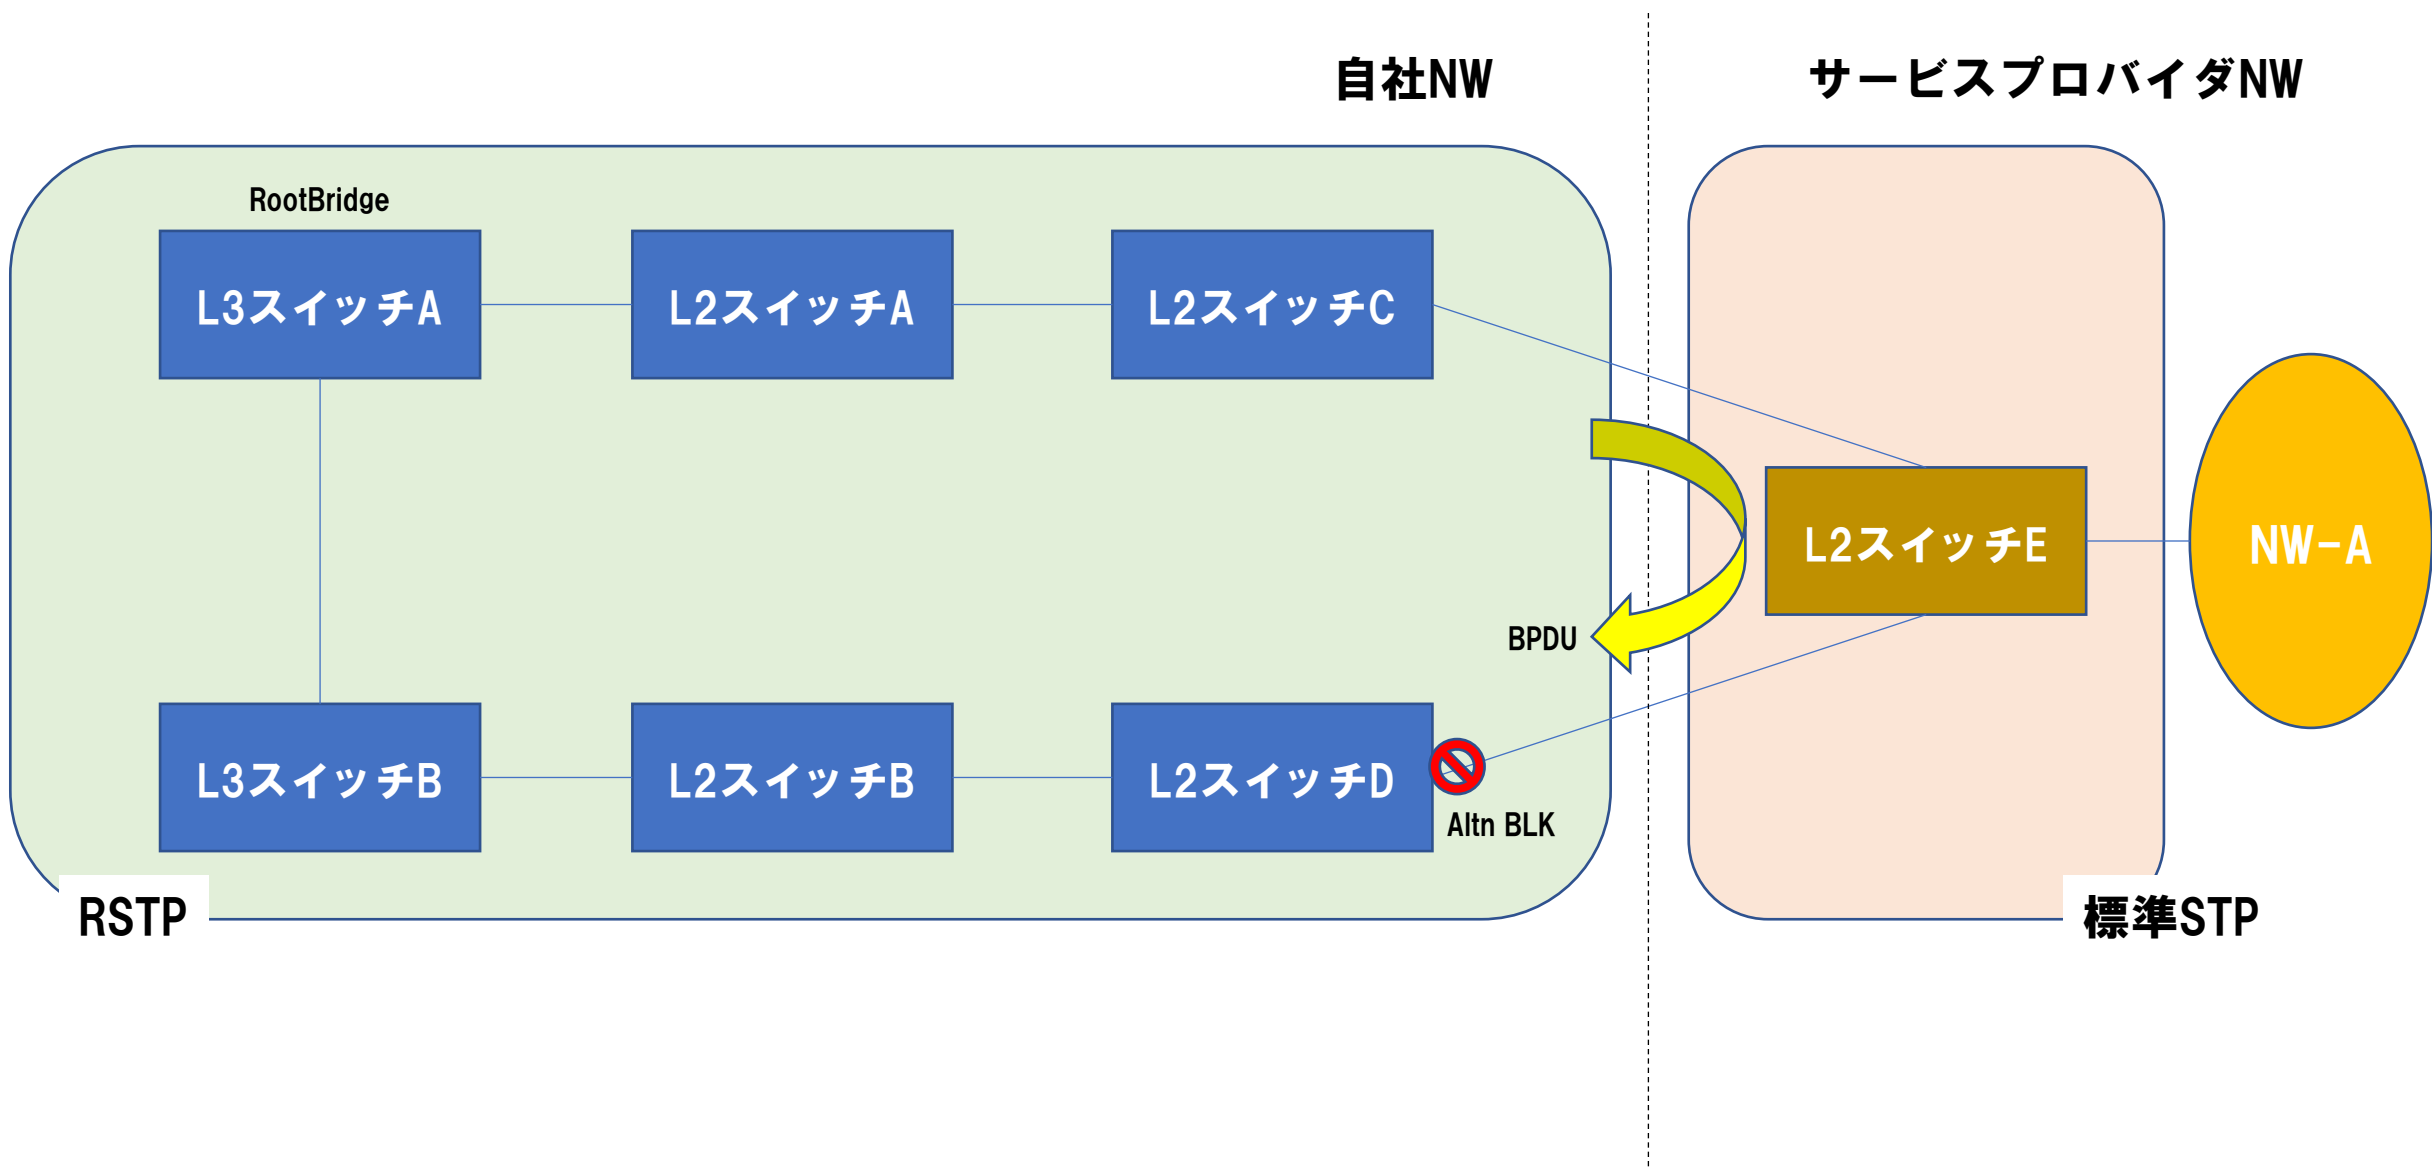 自社NW
サービスプロバイダNW
RootBridge
L3スイッチA
L2スイッチA
L2スイッチC
L2スイッチE
NW-A
BPDU
L3スイッチB
L2スイッチB
L2スイッチD
Altn BLK
RSTP
標準STP